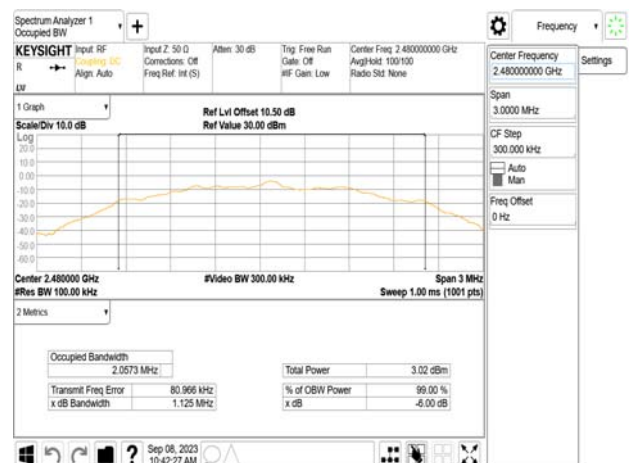 Spectrum Analyzer 1
Occupied BW
Frequency
KEYSIGHT
Input: RF
Coupling: DC
Align: Auto
Input Z: 50 Ω
Corrections: Off
Freq Ref: Int (S)
Atten: 30 dB
Trig: Free Run
Gate: Off
#IF Gain: Low
Center Freq: 2.480000000 GHz
Avg|Hold: 100/100
Radio Std: None
R
LXI
Center Frequency
2.480000000 GHz
Settings
Span
3.0000 MHz
CF Step
300.000 kHz
Auto
Man
Freq Offset
0 Hz
1 Graph
Scale/Div 10.0 dB
Ref Lvl Offset 10.50 dB
Ref Value 30.00 dBm
Log
20.0
10.0
0.00
-10.0
-20.0
-30.0
-40.0
-50.0
-60.0
Center 2.480000 GHz
#Res BW 100.00 kHz
#Video BW 300.00 kHz
Span 3 MHz
Sweep 1.00 ms (1001 pts)
2 Metrics
Occupied Bandwidth
2.0573 MHz
Total Power 3.02 dBm
Transmit Freq Error 80.966 kHz
% of OBW Power 99.00 %
x dB Bandwidth 1.125 MHz
x dB -6.00 dB
?
Sep 08, 2023
10:42:27 AM